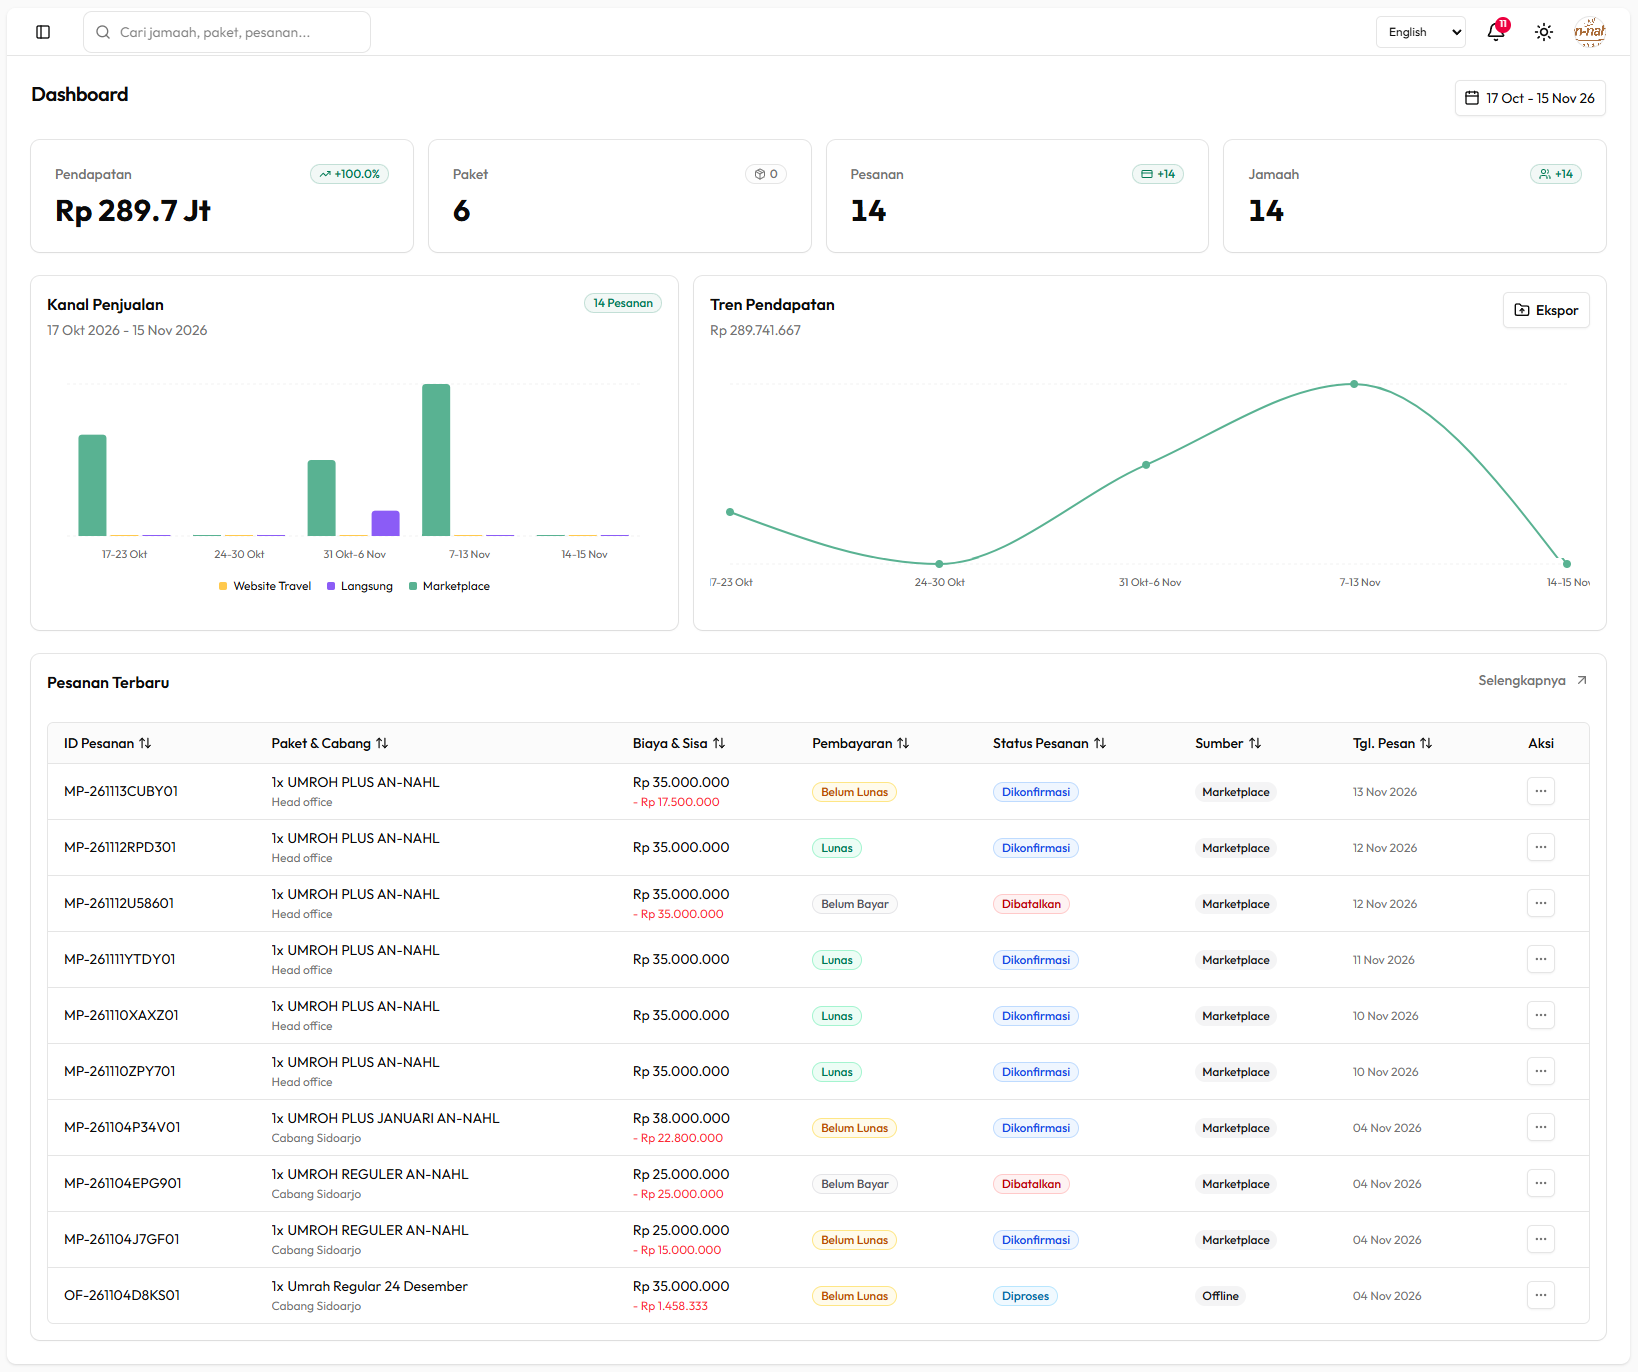 Cari jamaah, paket, pesanan...
English
11
n-nah
Dashboard
17 Oct - 15 Nov 26
Pendapatan
+100.0%
Rp 289.7 Jt
Paket
0
6
Pesanan
+14
14
Jamaah
+14
14
Kanal Penjualan
14 Pesanan
17 Okt 2026 - 15 Nov 2026
17-23 Okt
24-30 Okt
31 Okt-6 Nov
7-13 Nov
14-15 Nov
Website Travel
Langsung
Marketplace
Tren Pendapatan
Ekspor
Rp 289.741.667
17-23 Okt
24-30 Okt
31 Okt-6 Nov
7-13 Nov
14-15 Nov
Pesanan Terbaru
Selengkapnya
ID Pesanan Paket & Cabang Biaya & Sisa Pembayaran Status Pesanan Sumber Tgl. Pesan Aksi
MP-261113CUBY01 1x UMROH PLUS AN-NAHL Rp 35.000.000 Belum Lunas Dikonfirmasi Marketplace 13 Nov 2026
Head office - Rp 17.500.000
MP-261112RPD301 1x UMROH PLUS AN-NAHL Rp 35.000.000 Lunas Dikonfirmasi Marketplace 12 Nov 2026
Head office
MP-261112U58601 1x UMROH PLUS AN-NAHL Rp 35.000.000 Belum Bayar Dibatalkan Marketplace 12 Nov 2026
Head office - Rp 35.000.000
MP-261111YTDY01 1x UMROH PLUS AN-NAHL Rp 35.000.000 Lunas Dikonfirmasi Marketplace 11 Nov 2026
Head office
MP-261110XAXZ01 1x UMROH PLUS AN-NAHL Rp 35.000.000 Lunas Dikonfirmasi Marketplace 10 Nov 2026
Head office
MP-261110ZPY701 1x UMROH PLUS AN-NAHL Rp 35.000.000 Lunas Dikonfirmasi Marketplace 10 Nov 2026
Head office
MP-261104P34V01 1x UMROH PLUS JANUARI AN-NAHL Rp 38.000.000 Belum Lunas Dikonfirmasi Marketplace 04 Nov 2026
Cabang Sidoarjo - Rp 22.800.000
MP-261104EPG901 1x UMROH REGULER AN-NAHL Rp 25.000.000 Belum Bayar Dibatalkan Marketplace 04 Nov 2026
Cabang Sidoarjo - Rp 25.000.000
MP-261104J7GF01 1x UMROH REGULER AN-NAHL Rp 25.000.000 Belum Lunas Dikonfirmasi Marketplace 04 Nov 2026
Cabang Sidoarjo - Rp 15.000.000
OF-261104D8KS01 1x Umrah Regular 24 Desember Rp 35.000.000 Belum Lunas Diproses Offline 04 Nov 2026
Cabang Sidoarjo - Rp 1.458.333